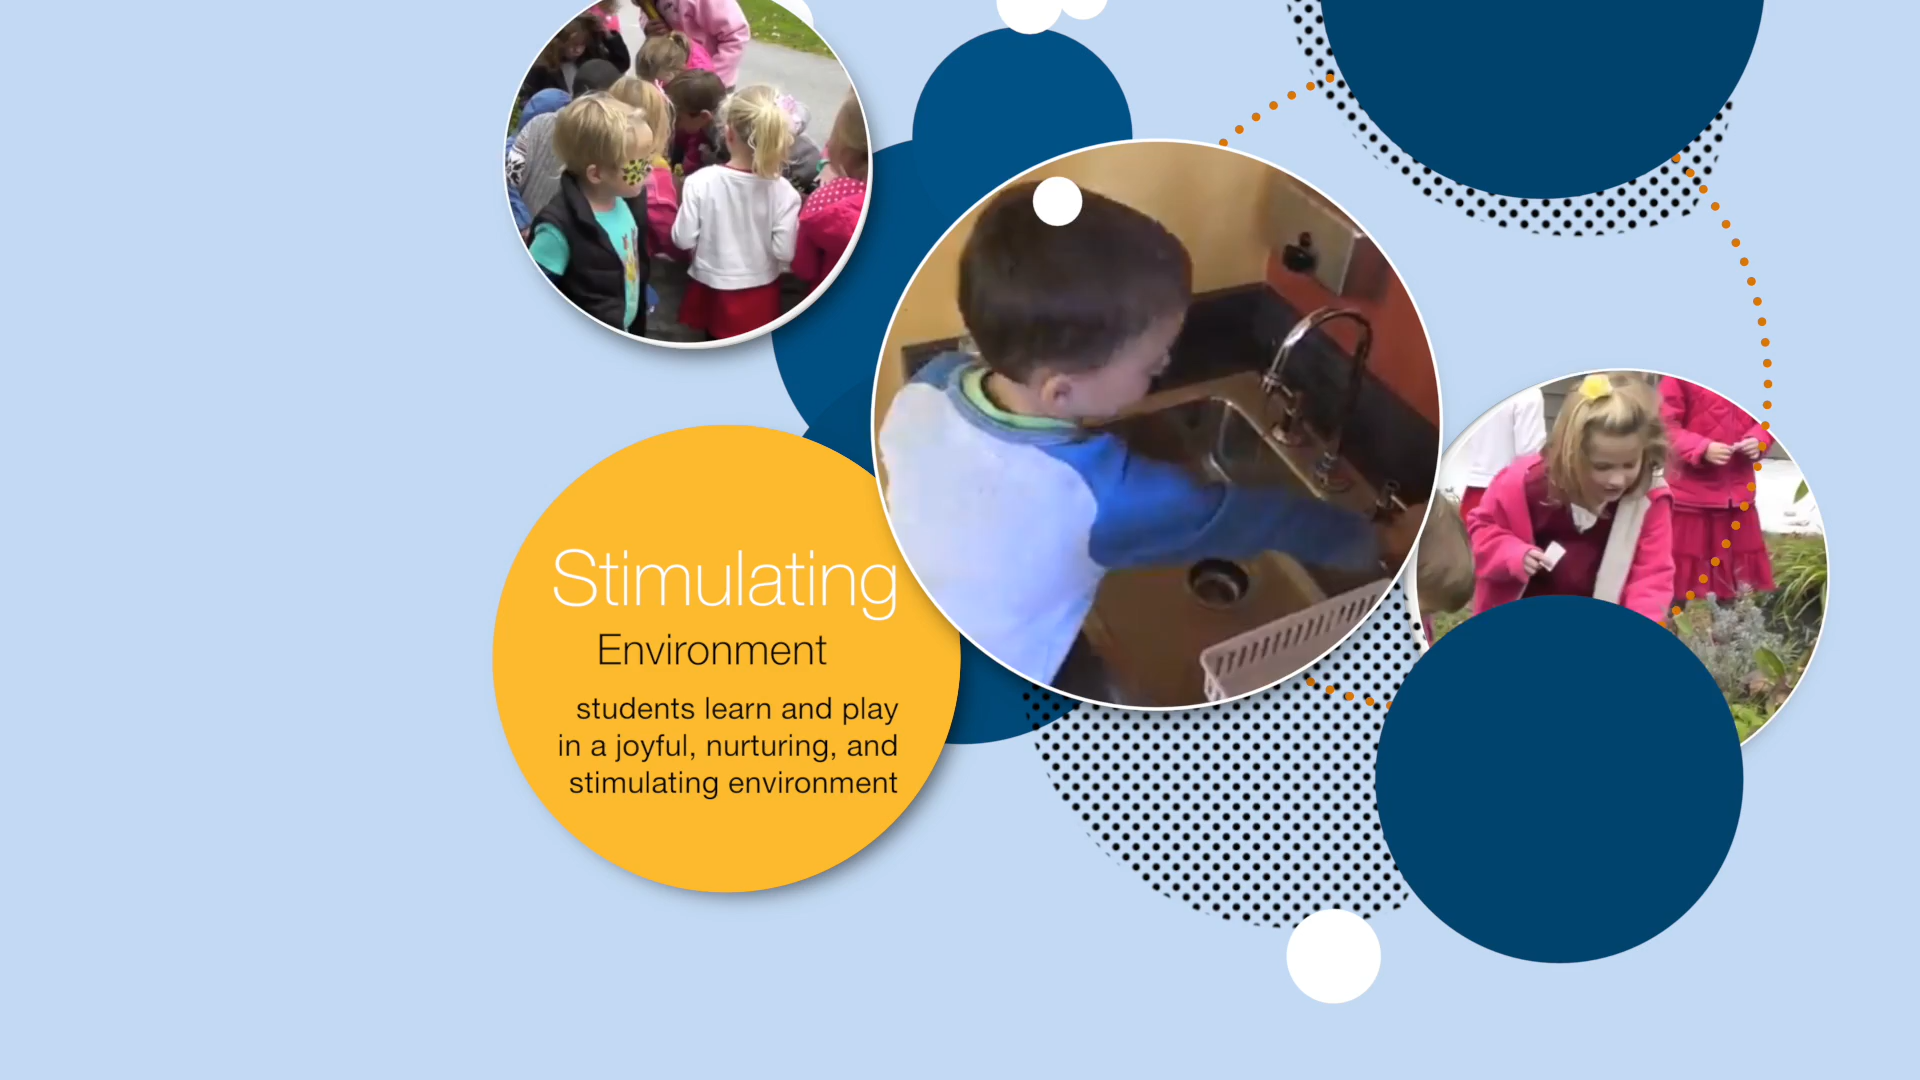 Stimulating
Environment
students learn and play
in a joyful, nurturing, and
stimulating environment